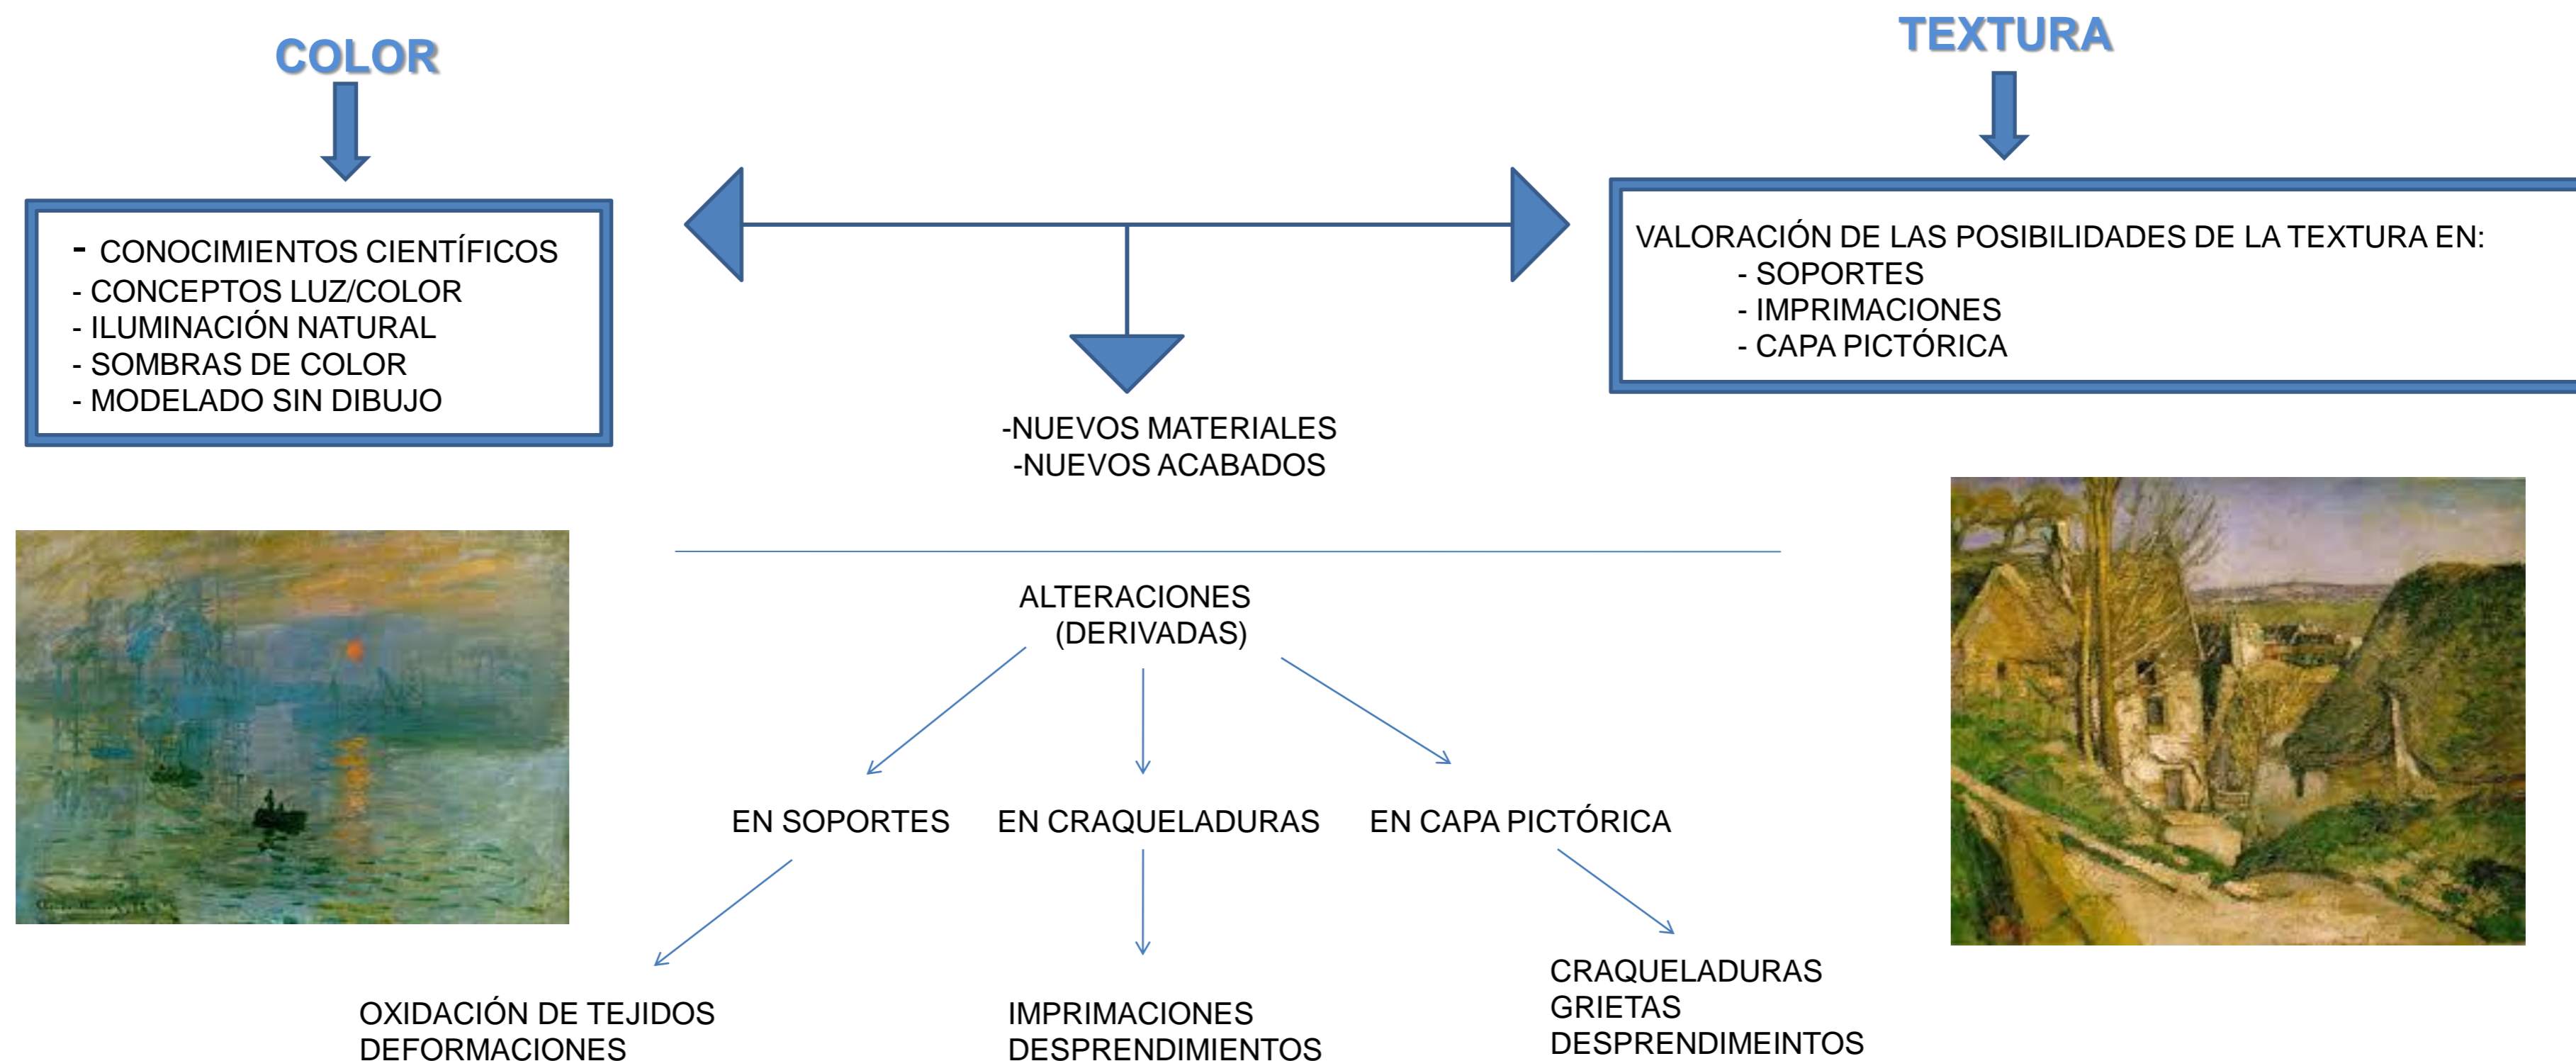 COLOR
- CONOCIMIENTOS CIENTÍFICOS
- CONCEPTOS LUZ/COLOR
- ILUMINACIÓN NATURAL
- SOMBRAS DE COLOR
- MODELADO SIN DIBUJO
TEXTURA
VALORACIÓN DE LAS POSIBILIDADES DE LA TEXTURA EN:
- SOPORTES
- IMPRIMACIONES
- CAPA PICTÓRICA
-NUEVOS MATERIALES
-NUEVOS ACABADOS
ALTERACIONES
(DERIVADAS)
EN SOPORTES
EN CRAQUELADURAS
EN CAPA PICTÓRICA
OXIDACIÓN DE TEJIDOS
DEFORMACIONES
IMPRIMACIONES
DESPRENDIMIENTOS
CRAQUELADURAS
GRIETAS
DESPRENDIMEINTOS